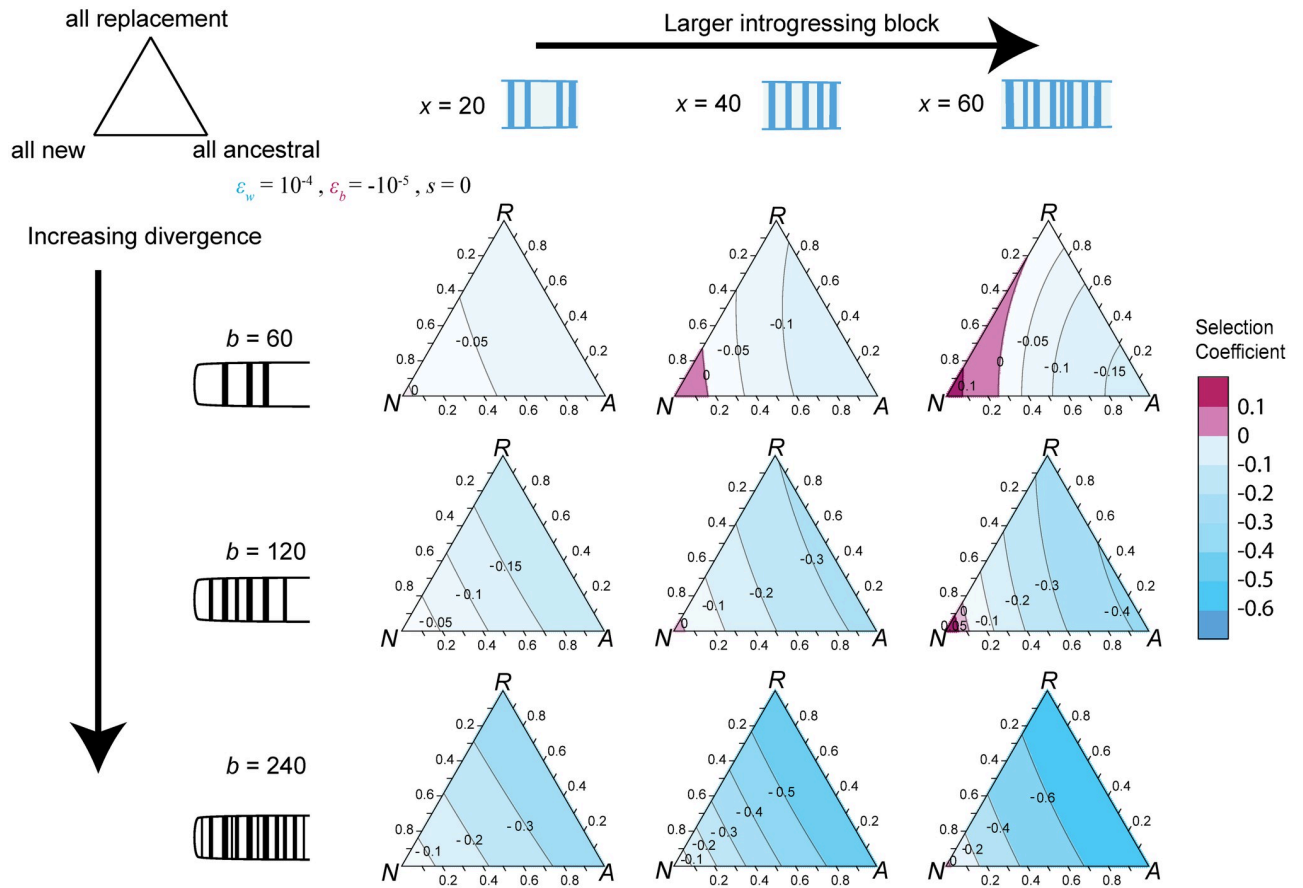 all replacement
all new
all ancestral
Larger introgressing block
x = 20
x = 40
x = 60
εw = 10-4 , εb = -10-5 , s = 0
Increasing divergence
b = 60
R
0.2
0.4
0.6
0.8
0.8
0.6
0.4
0.2
-0.05
0
N
0.2 0.4 0.6 0.8
A
R
0.2
0.4
0.6
0.8
0.8
0.6
0.4
0.2
-0.1
-0.05
0
N
0.2 0.4 0.6 0.8
A
R
0.2
0.4
0.6
0.8
0.8
0.6
0.4
0.2
-0.05
-0.1
-0.15
0
0.1
N
0.2 0.4 0.6 0.8
A
Selection
Coefficient
0.1
0
-0.1
-0.2
-0.3
-0.4
-0.5
-0.6
b = 120
R
0.2
0.4
0.6
0.8
0.8
0.6
0.4
0.2
-0.15
-0.1
-0.05
N
0.2 0.4 0.6 0.8
A
R
0.2
0.4
0.6
0.8
0.8
0.6
0.4
0.2
-0.3
-0.2
-0.1
0
N
0.2 0.4 0.6 0.8
A
R
0.2
0.4
0.6
0.8
0.8
0.6
0.4
0.2
-0.3
-0.2
-0.1
-0.4
0
0.05
N
0.2 0.4 0.6 0.8
A
b = 240
R
0.2
0.4
0.6
0.8
0.8
0.6
0.4
0.2
-0.3
-0.2
-0.1
N
0.2 0.4 0.6 0.8
A
R
0.2
0.4
0.6
0.8
0.8
0.6
0.4
0.2
-0.5
-0.4
-0.3
-0.2
-0.1
N
0.2 0.4 0.6 0.8
A
R
0.2
0.4
0.6
0.8
0.8
0.6
0.4
0.2
-0.6
-0.4
-0.2
0
N
0.2 0.4 0.6 0.8
A